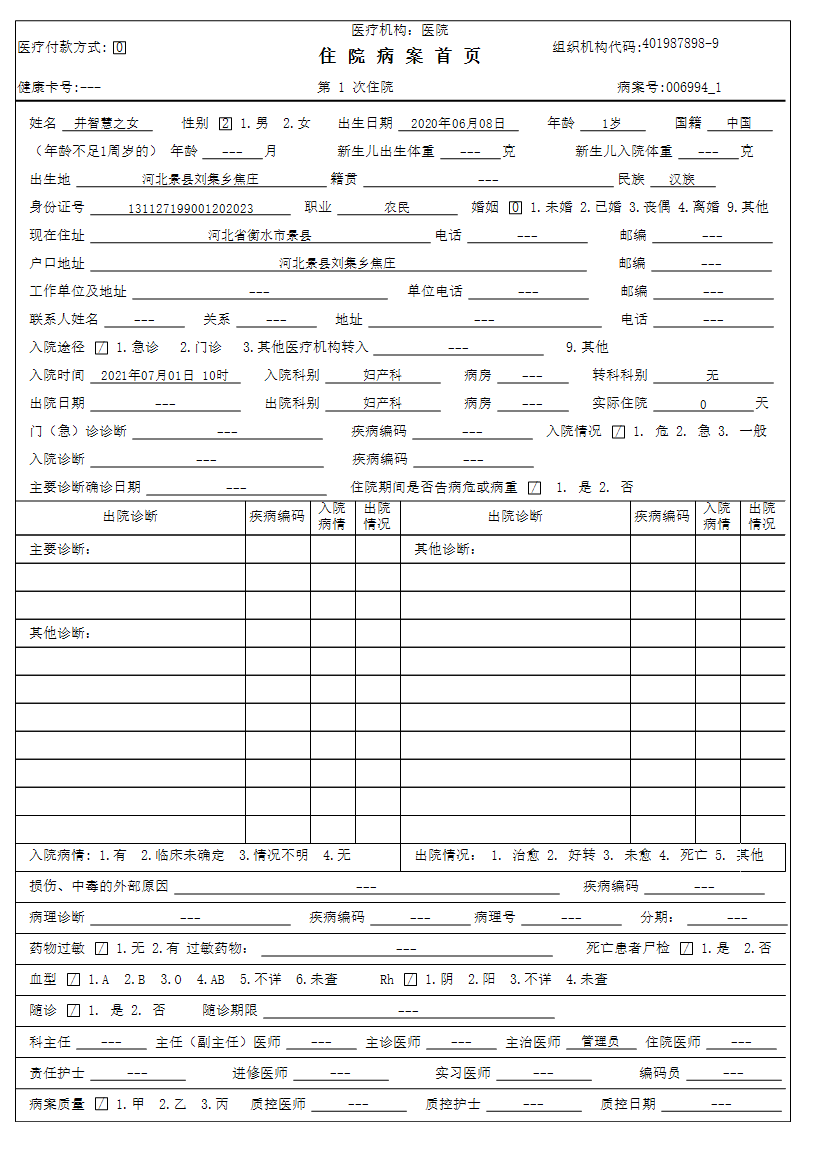 医疗机构: 医院
医疗付款方式: 0 住 院 病 案 首 页 组织机构代码:401987898-9
健康卡号:--- 第 1 次住院 病案号:006994_1
姓名 井智慧之女 性别 2 1.男 2.女 出生日期 2020年06月08日 年龄 1岁 国籍 中国
（年龄不足1周岁的） 年龄 --- 月 新生儿出生体重 --- 克 新生儿入院体重 --- 克
出生地 河北景县刘集乡焦庄 籍贯 --- 民族 汉族
身份证号 131127199001202023 职业 农民 婚姻 0 1.未婚 2.已婚 3.丧偶 4.离婚 9.其他
现在住址 河北省衡水市景县 电话 --- 邮编 ---
户口地址 河北景县刘集乡焦庄 邮编 ---
工作单位及地址 --- 单位电话 --- 邮编 ---
联系人姓名 --- 关系 --- 地址 --- 电话 ---
入院途径 / 1.急诊 2.门诊 3.其他医疗机构转入 --- 9.其他
入院时间 2021年07月01日 10时 入院科别 妇产科 病房 --- 转科科别 无
出院日期 --- 出院科别 妇产科 病房 --- 实际住院 0 天
门（急）诊诊断 --- 疾病编码 --- 入院情况 / 1. 危 2. 急 3. 一般
入院诊断 --- 疾病编码 ---
主要诊断确诊日期 --- 住院期间是否告病危或病重 / 1. 是 2. 否
出院诊断 疾病编码 入院病情 出院情况 出院诊断 疾病编码 入院病情 出院情况
主要诊断: 其他诊断:
其他诊断:
入院病情: 1.有 2.临床未确定 3.情况不明 4.无 出院情况: 1. 治愈 2. 好转 3. 未愈 4. 死亡 5. 其他
损伤、中毒的外部原因 --- 疾病编码 ---
病理诊断 --- 疾病编码 --- 病理号 --- 分期: ---
药物过敏 / 1.无 2.有 过敏药物: --- 死亡患者尸检 / 1.是 2.否
血型 / 1.A 2.B 3.O 4.AB 5.不详 6.未查 Rh / 1.阴 2.阳 3.不详 4.未查
随诊 / 1. 是 2. 否 随诊期限 ---
科主任 --- 主任（副主任）医师 --- 主诊医师 --- 主治医师 管理员 住院医师 ---
责任护士 --- 进修医师 --- 实习医师 --- 编码员 ---
病案质量 / 1.甲 2.乙 3.丙 质控医师 --- 质控护士 --- 质控日期 ---